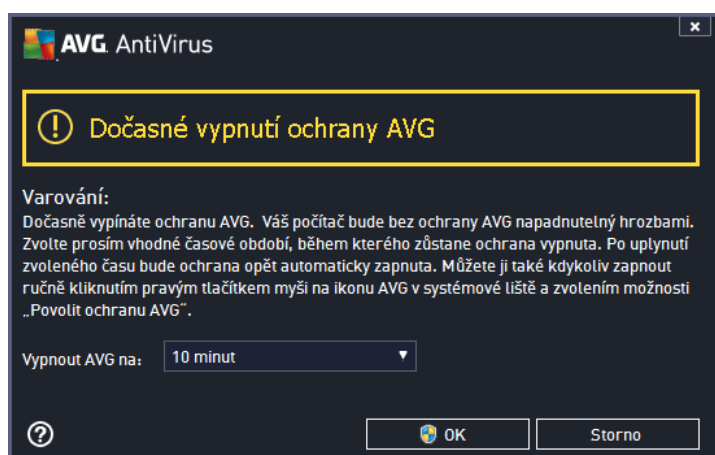 AVG. AntiVirus
Dočasné vypnutí ochrany AVG
Varování:
Dočasně vypínáte ochranu AVG. Váš počítač bude bez ochrany AVG napadnutelný hrozbami.
Zvolte prosím vhodné časové období, během kterého zůstane ochrana vypnuta. Po uplynutí
zvoleného času bude ochrana opět automaticky zapnuta. Můžete ji také kdykoliv zapnout
ručně kliknutím pravým tlačítkem myši na ikonu AVG v systémové liště a zvolením možnosti
„Povolit ochranu AVG“.
Vypnout AVG na: 10 minut
OK Storno